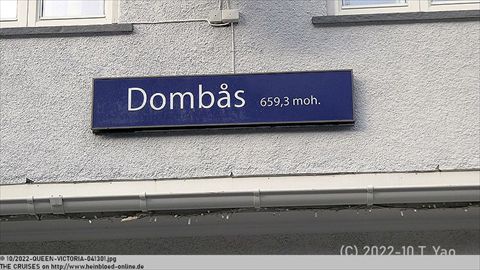 Dombås 659,3 moh.
(C) 2022-10 T. Yao
© 10/2022-QUEEN-VICTORIA-041301.jpg
THE CRUISES on http://www.heinbloed-online.de